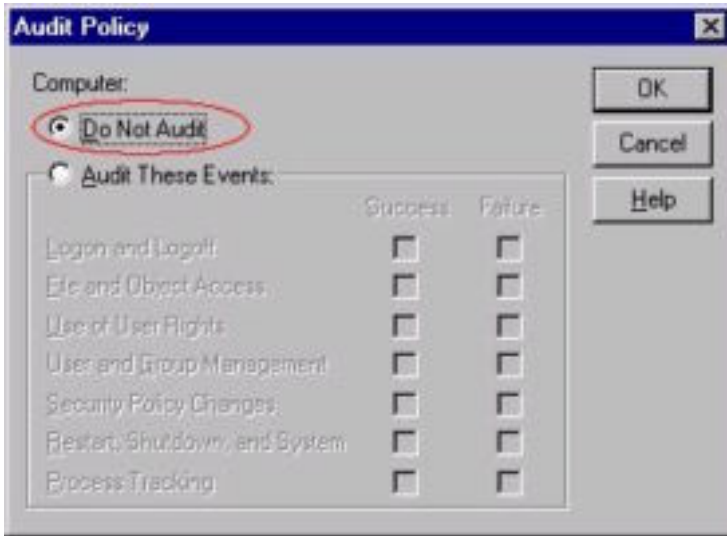 Audit Policy
Computer:
OK
Do Not Audit
Cancel
Audit These Events:
Help
Success Failure
Logon and Logoff
File and Object Access
Use of User Rights
User and Group Management
Security Policy Changes
Restart, Shutdown, and System
Process Tracking